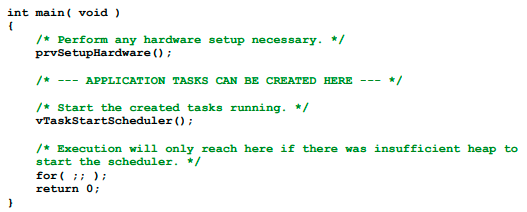 int main( void )
{
    /* Perform any hardware setup necessary. */
    prvSetupHardware();
    /* --- APPLICATION TASKS CAN BE CREATED HERE --- */
    /* Start the created tasks running. */
    vTaskStartScheduler();
    /* Execution will only reach here if there was insufficient heap to
    start the scheduler. */
    for( ;; );
    return 0;
}